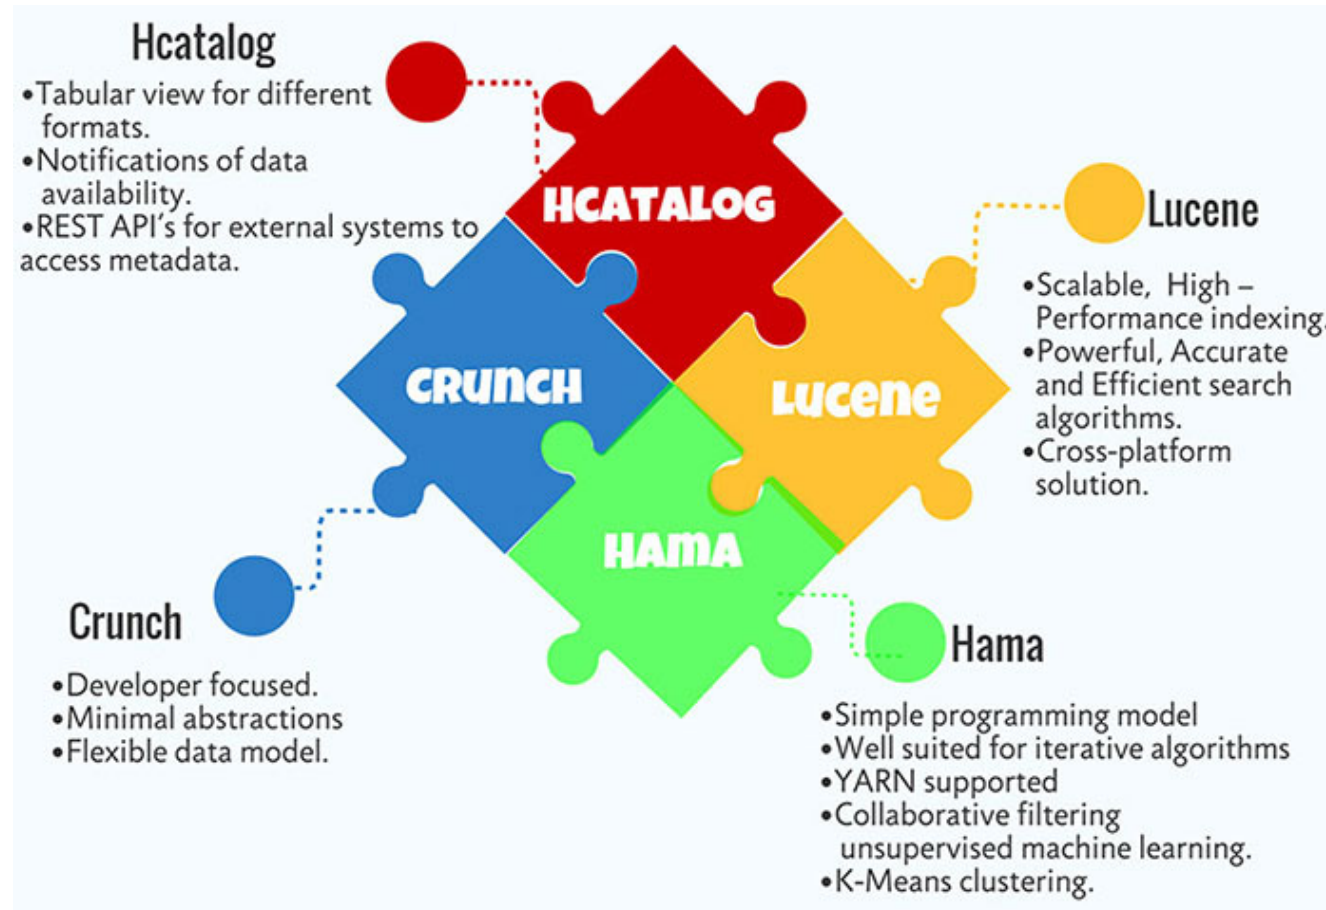 Hcatalog
•Tabular view for different
formats.
•Notifications of data
availability.
•REST API's for external systems to
access metadata.
HCATALOG
Lucene
•Scalable, High –
Performance indexing.
•Powerful, Accurate
and Efficient search
algorithms.
•Cross-platform
solution.
CRUNCH
LUCENE
HAMA
Crunch
•Developer focused.
•Minimal abstractions
•Flexible data model.
Hama
•Simple programming model
•Well suited for iterative algorithms
•YARN supported
•Collaborative filtering
unsupervised machine learning.
•K-Means clustering.